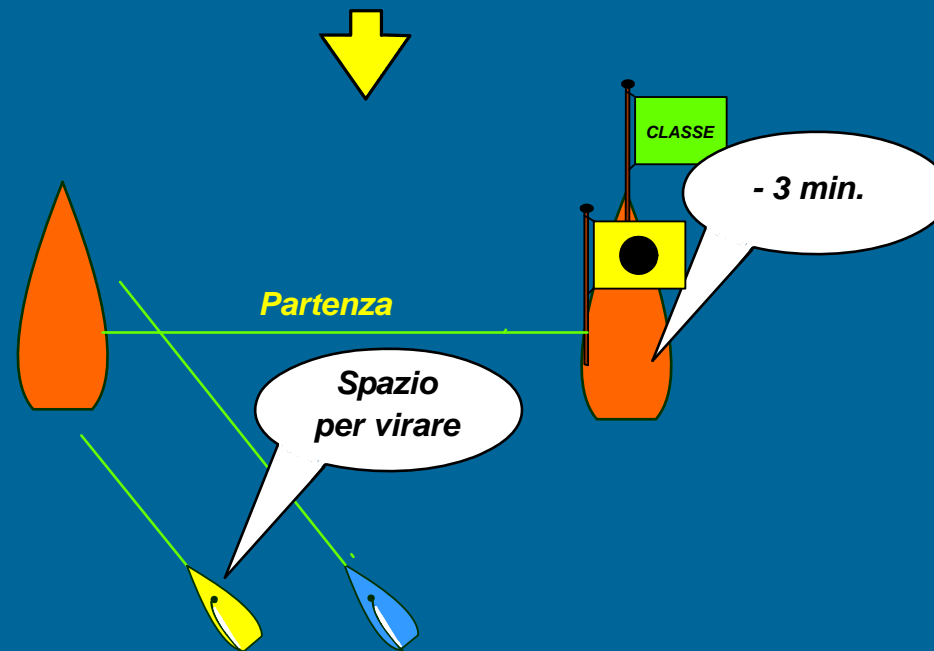 CLASSE
- 3 min.
Partenza
Spazio
per virare